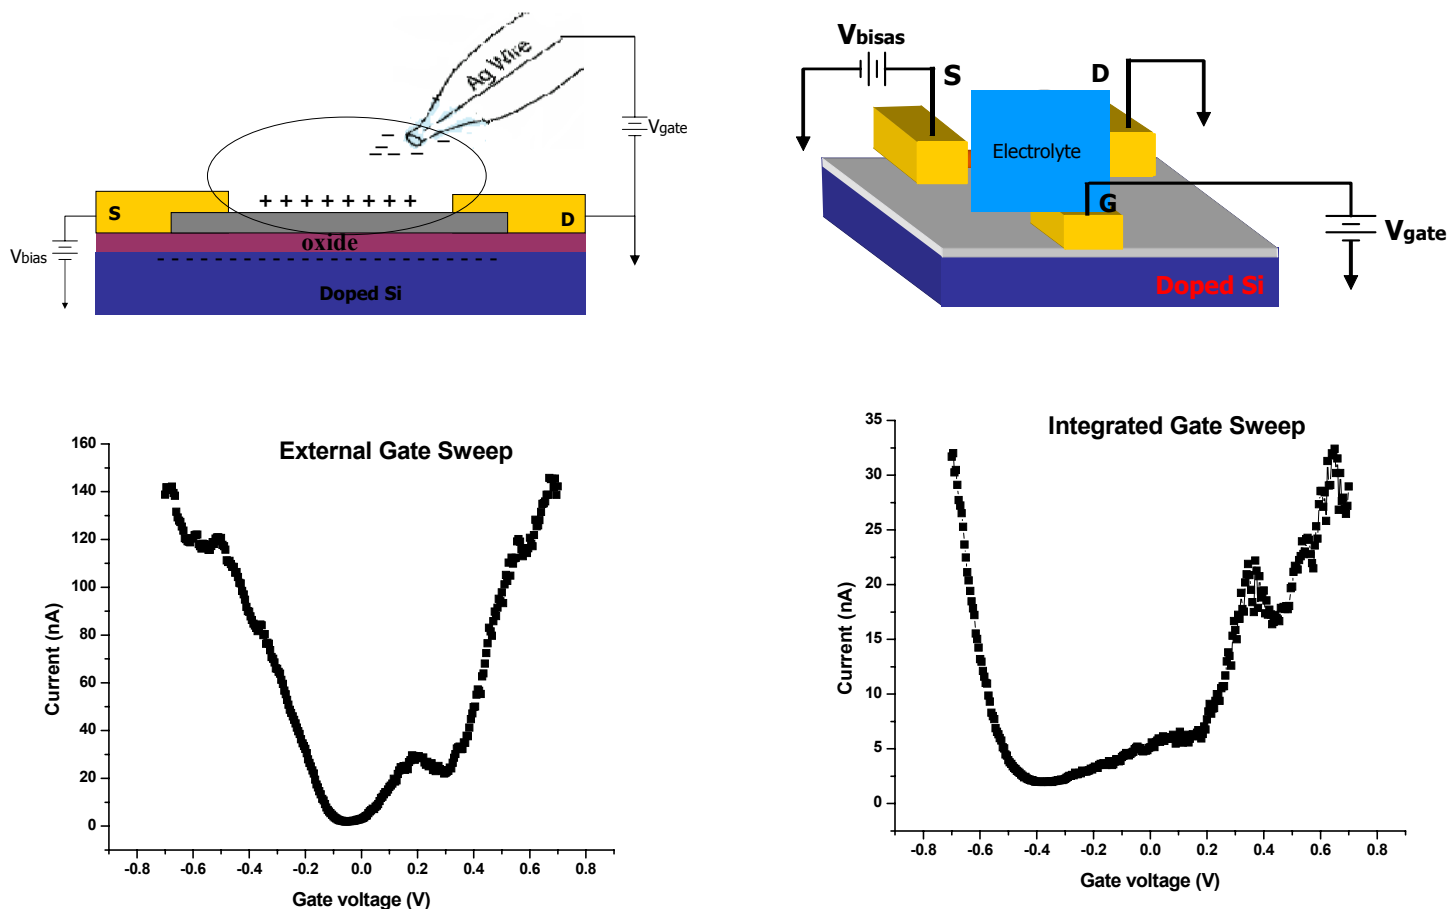 Ag Wire
Vgate
+ + + + + + + +
S
D
oxide
Vbias
Doped Si
Vbisas
S
D
Electrolyte
G
Vgate
Doped Si
External Gate Sweep
160
140
120
100
80
60
40
20
0
Current (nA)
-0.8 -0.6 -0.4 -0.2 0.0 0.2 0.4 0.6 0.8
Gate voltage (V)
Integrated Gate Sweep
35
30
25
20
15
10
5
0
Current (nA)
-0.8 -0.6 -0.4 -0.2 0.0 0.2 0.4 0.6 0.8
Gate voltage (V)